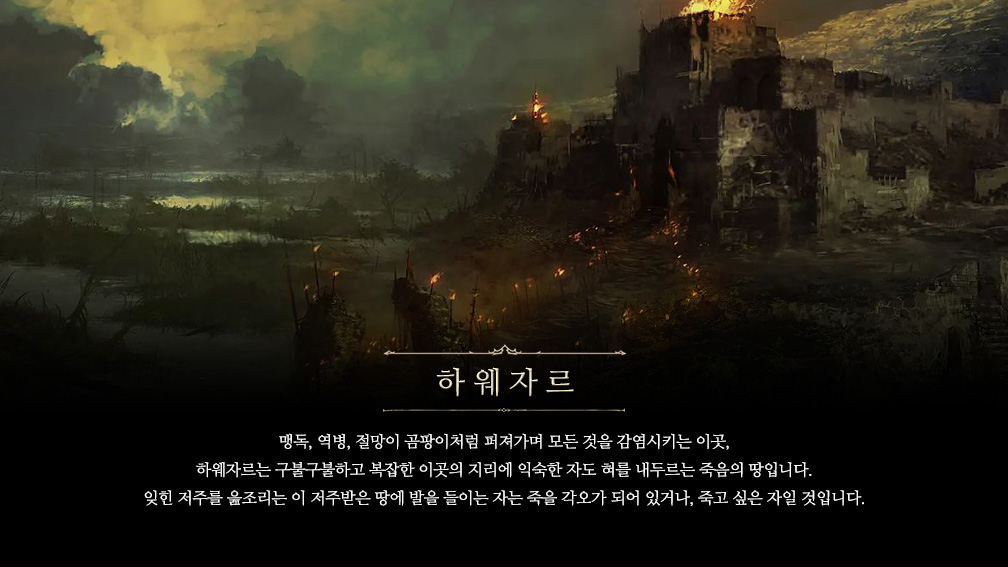 하웨자르
맹독, 역병, 절망이 곰팡이처럼 퍼져가며 모든 것을 감염시키는 이곳,
하웨자르는 구불구불하고 복잡한 이곳의 지리에 익숙한 자도 혀를 내두르는 죽음의 땅입니다.
잊힌 저주를 읊조리는 이 저주받은 땅에 발을 들이는 자는 죽을 각오가 되어 있거나, 죽고 싶은 자일 것입니다.